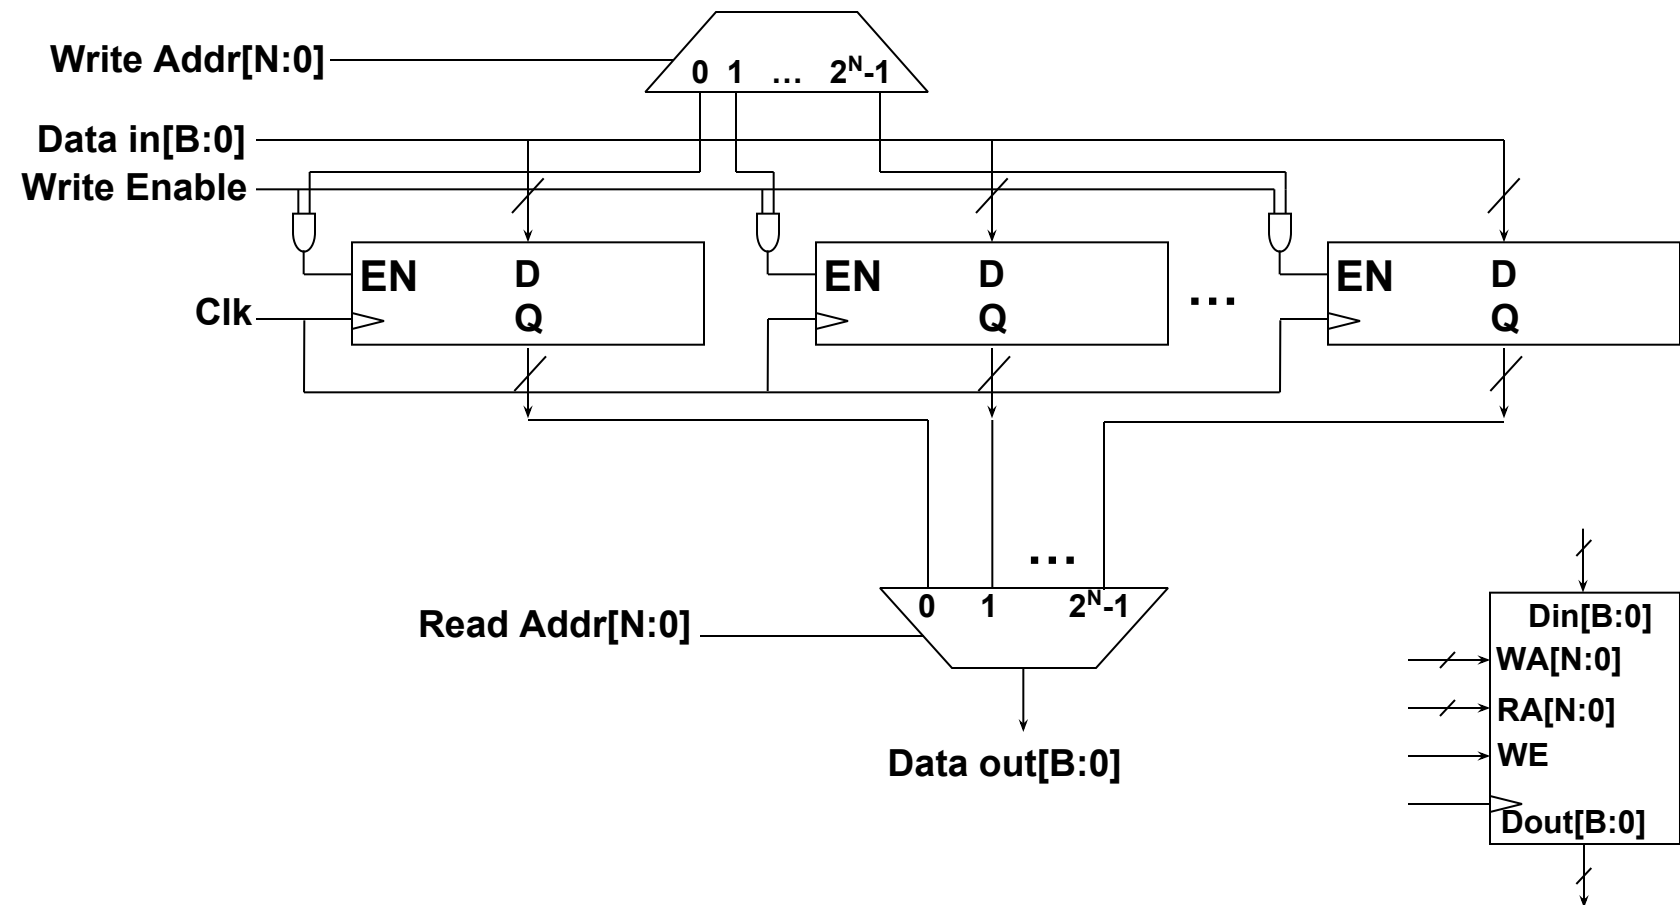 Write Addr[N:0]
0 1 … 2ᴺ-1
Data in[B:0]
Write Enable
EN D
Q
EN D
Q
…
EN D
Q
Clk
…
0 1 2ᴺ-1
Read Addr[N:0]
Data out[B:0]
Din[B:0]
WA[N:0]
RA[N:0]
WE
Dout[B:0]